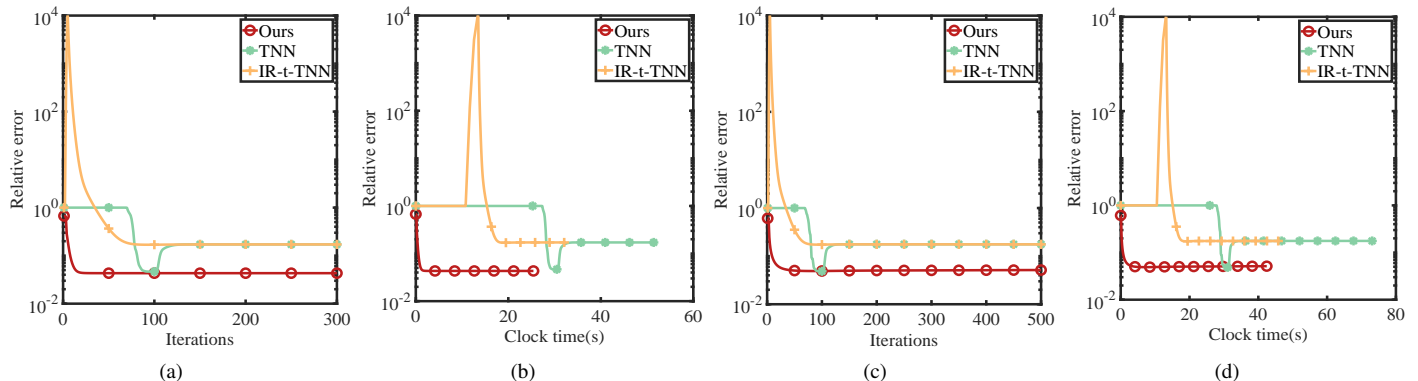 10^4
10^2
10^0
10^-2
Relative error
0 100 200 300
Iterations
Ours
TNN
IR-t-TNN
(a)
10^4
10^2
10^0
10^-2
Relative error
0 20 40 60
Clock time(s)
Ours
TNN
IR-t-TNN
(b)
10^4
10^2
10^0
10^-2
Relative error
0 100 200 300 400 500
Iterations
Ours
TNN
IR-t-TNN
(c)
10^4
10^2
10^0
10^-2
Relative error
0 20 40 60 80
Clock time(s)
Ours
TNN
IR-t-TNN
(d)